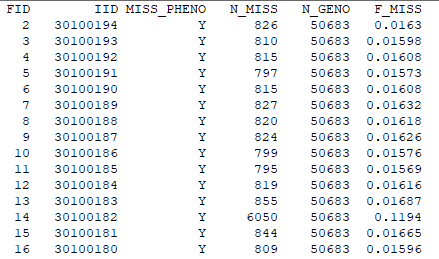 FID IID MISS_PHENO N_MISS N_GENO F_MISS
2 30100194 Y 826 50683 0.0163
3 30100193 Y 810 50683 0.01598
4 30100192 Y 815 50683 0.01608
5 30100191 Y 797 50683 0.01573
6 30100190 Y 815 50683 0.01608
7 30100189 Y 827 50683 0.01632
8 30100188 Y 820 50683 0.01618
9 30100187 Y 824 50683 0.01626
10 30100186 Y 799 50683 0.01576
11 30100185 Y 795 50683 0.01569
12 30100184 Y 819 50683 0.01616
13 30100183 Y 855 50683 0.01687
14 30100182 Y 6050 50683 0.1194
15 30100181 Y 844 50683 0.01665
16 30100180 Y 809 50683 0.01596